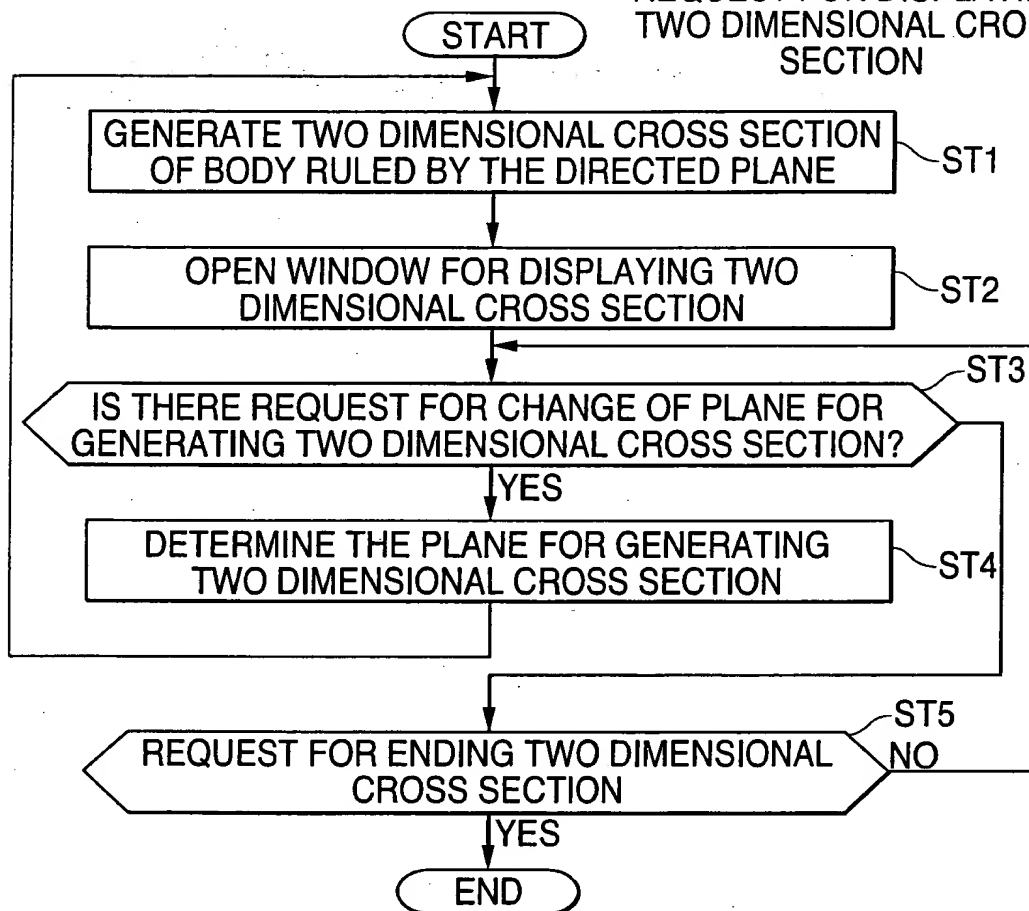 TWO DIMENSIONAL CRO
SECTION
START
GENERATE TWO DIMENSIONAL CROSS SECTION
OF BODY RULED BY THE DIRECTED PLANE
ST1
OPEN WINDOW FOR DISPLAYING TWO
DIMENSIONAL CROSS SECTION
ST2
ST3
IS THERE REQUEST FOR CHANGE OF PLANE FOR
GENERATING TWO DIMENSIONAL CROSS SECTION?
YES
DETERMINE THE PLANE FOR GENERATING
TWO DIMENSIONAL CROSS SECTION
ST4
ST5
REQUEST FOR ENDING TWO DIMENSIONAL
CROSS SECTION
NO
YES
END